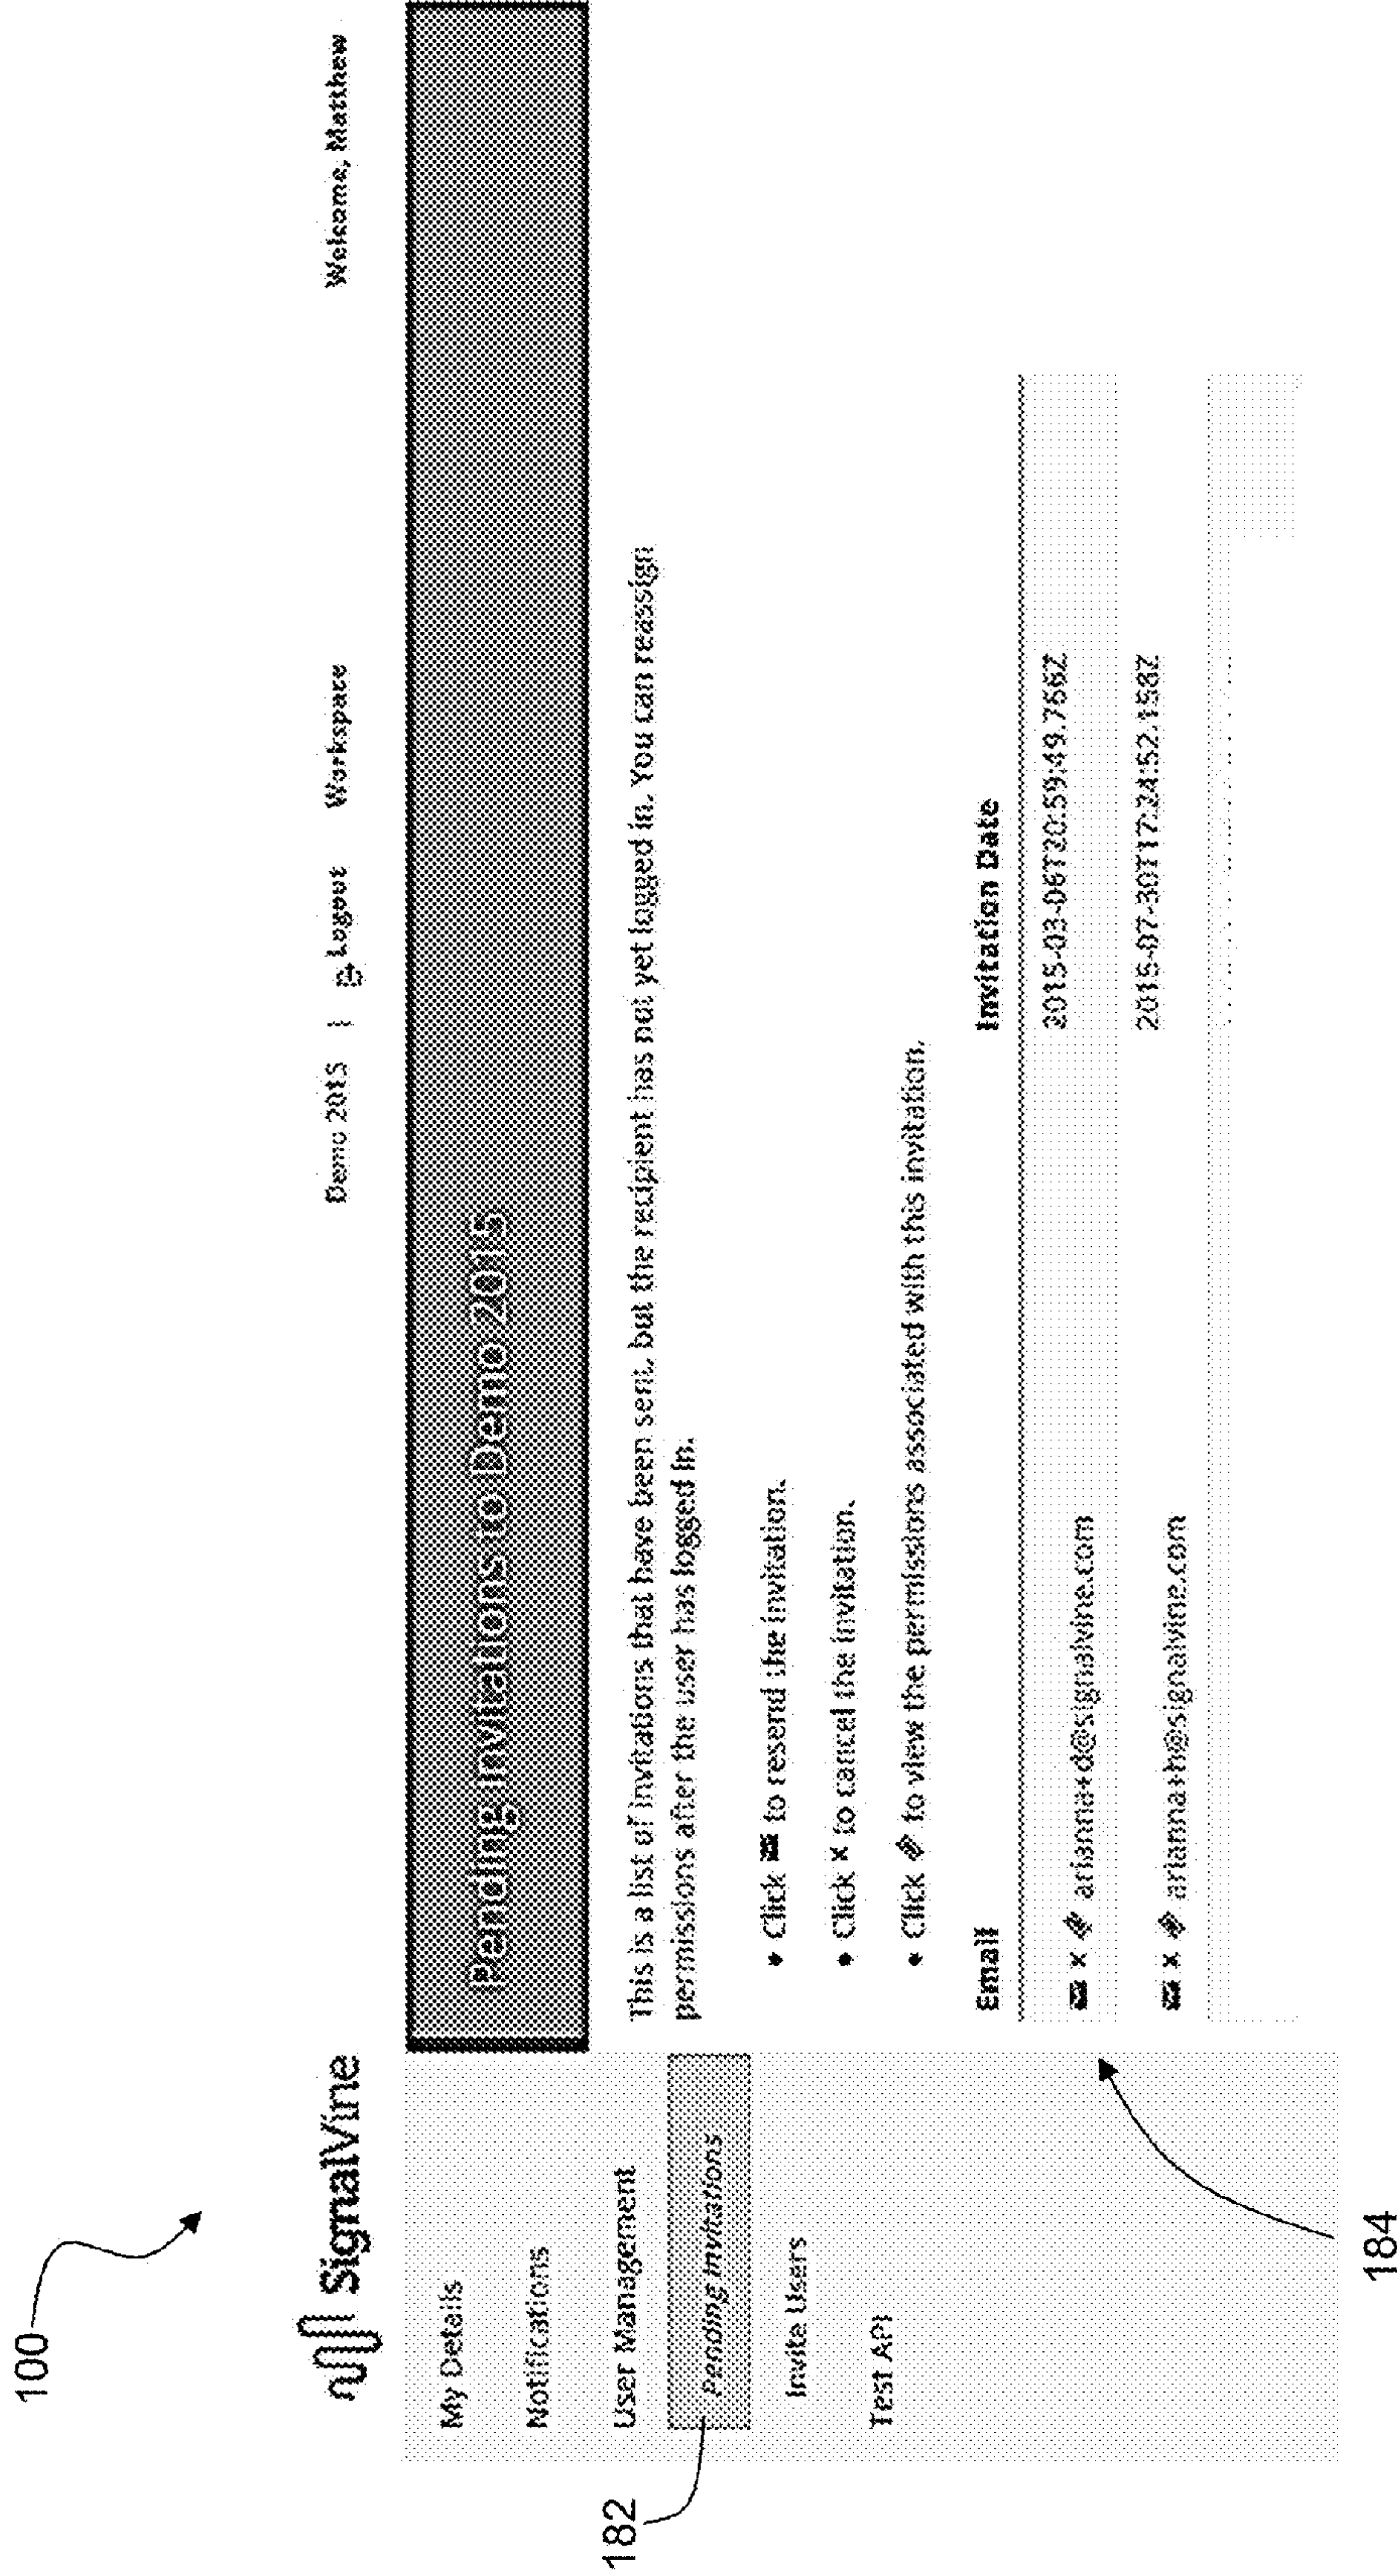 100
SignalVine
Demo 2015 | Logout Workspace Welcome, Matthew
My Details
Notifications
User Management
Pending Invitations
Invite Users
Test API
182
Pending Invitations to Demo 2015
This is a list of invitations that have been sent, but the recipient has not yet logged in. You can reassign
permissions after the user has logged in.
• Click ✉ to resend the invitation.
• Click × to cancel the invitation.
• Click to view the permissions associated with this invitation.
Email Invitation Date
✉ × arianna+d@signalvine.com 2015-03-06T20:59:49.766Z
✉ × arianna+h@signalvine.com 2015-07-30T17:24:52.158Z
184